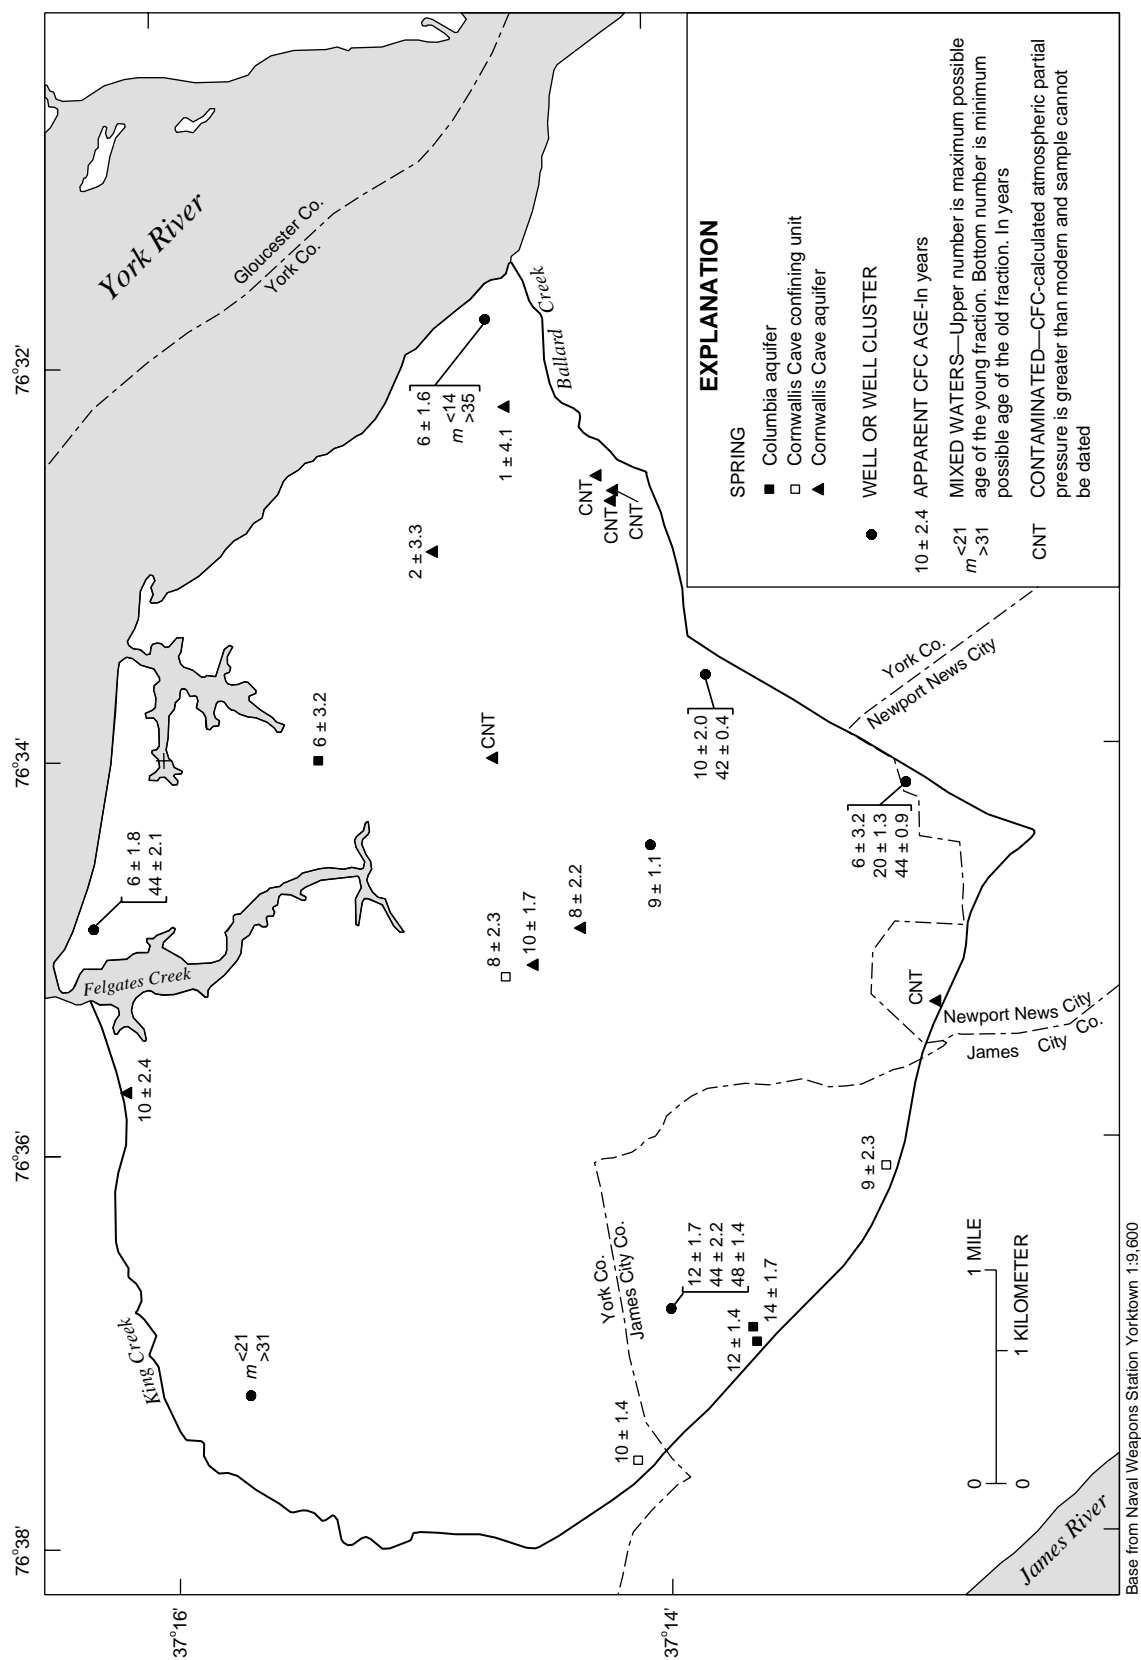 76°38'
76°36'
76°34'
76°32'
37°16'
37°14'
York River
Gloucester Co.
York Co.
Felgates Creek
6 ± 1.8
44 ± 2.1
10 ± 2.4
King Creek
m <21
>31
6 ± 3.2
2 ± 3.3
6 ± 1.6
m <14
>35
1 ± 4.1
Ballard Creek
CNT
CNT
CNT
CNT
8 ± 2.3
10 ± 1.7
8 ± 2.2
9 ± 1.1
10 ± 2.0
42 ± 0.4
York Co.
Newport News City
6 ± 3.2
20 ± 1.3
44 ± 0.9
CNT
Newport News City
James City Co.
York Co.
James City Co.
9 ± 2.3
12 ± 1.7
44 ± 2.2
48 ± 1.4
12 ± 1.4
14 ± 1.7
10 ± 1.4
0 1 MILE
0 1 KILOMETER
James River
EXPLANATION
SPRING
Columbia aquifer
Cornwallis Cave confining unit
Cornwallis Cave aquifer
WELL OR WELL CLUSTER
10 ± 2.4 APPARENT CFC AGE-In years
m <21
>31
MIXED WATERS—Upper number is maximum possible
age of the young fraction. Bottom number is minimum
possible age of the old fraction. In years
CNT CONTAMINATED—CFC-calculated atmospheric partial
pressure is greater than modern and sample cannot
be dated
Base from Naval Weapons Station Yorktown 1:9,600